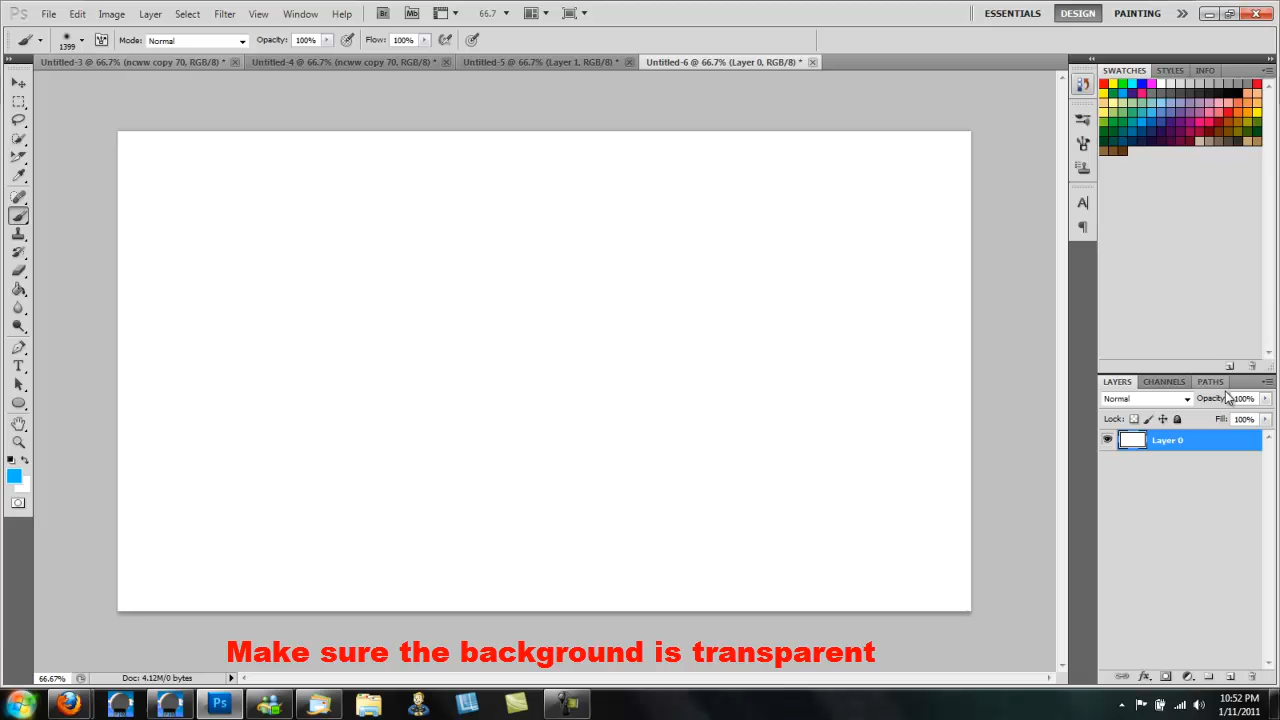 Ps File Edit Image Layer Select Filter View Window Help Br Mb 66.7 ESSENTIALS DESIGN PAINTING
1399 Mode: Normal Opacity: 100% Flow: 100%
Untitled-3 @ 66.7% (ncww copy 70, RGB/8) * Untitled-4 @ 66.7% (ncww copy 70, RGB/8) * Untitled-5 @ 66.7% (Layer 1, RGB/8) * Untitled-6 @ 66.7% (Layer 0, RGB/8) *
SWATCHES STYLES INFO
LAYERS CHANNELS PATHS
Normal Opacity: 100%
Lock: Fill: 100%
Layer 0
Make sure the background is transparent
66.67% Doc: 4.12M/0 bytes
Ps
10:52 PM
1/11/2011